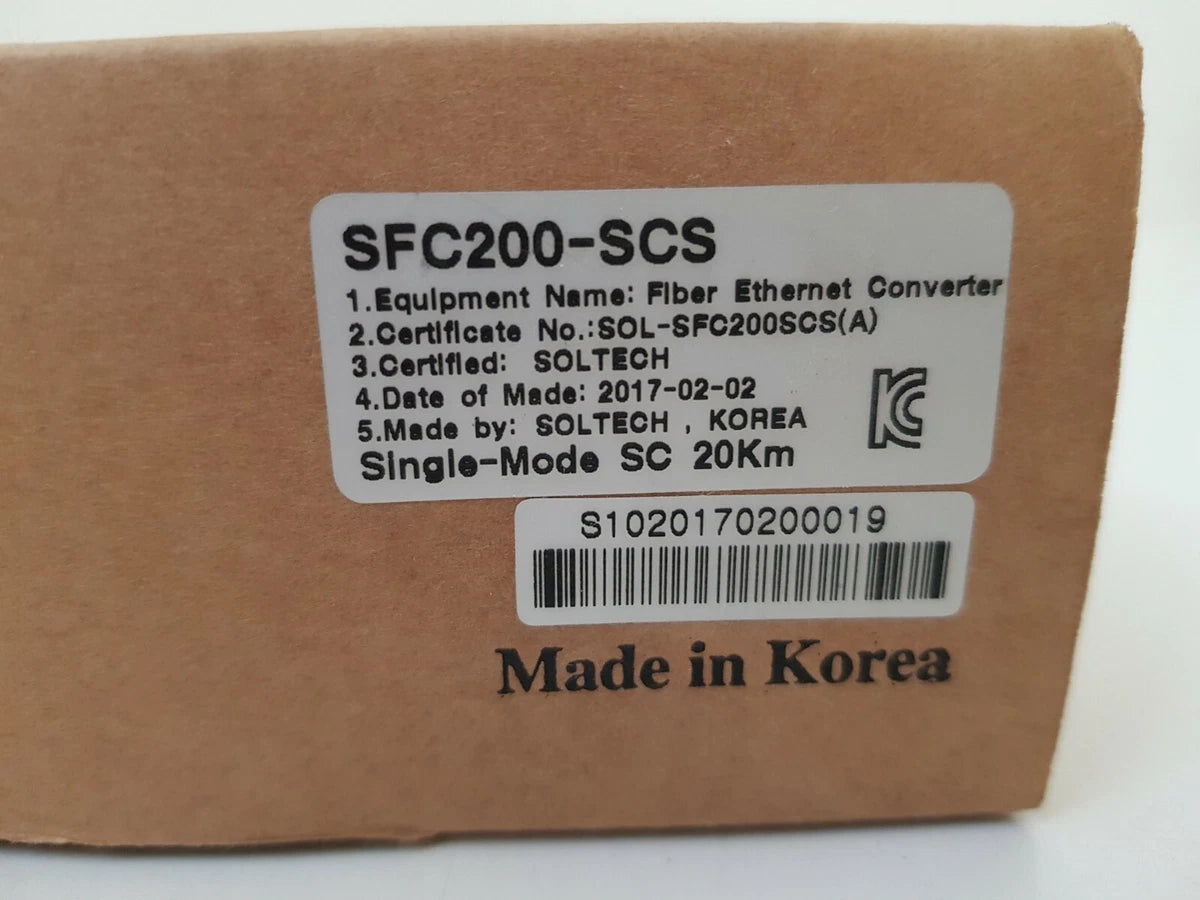 SFC200-SCS
1.Equipment Name: Fiber Ethernet Converter
2.Certificate No.:SOL-SFC200SCS(A)
3.Certified: SOLTECH
4.Date of Made: 2017-02-02
5.Made by: SOLTECH , KOREA
Single-Mode SC 20Km
S1020170200019
Made in Korea